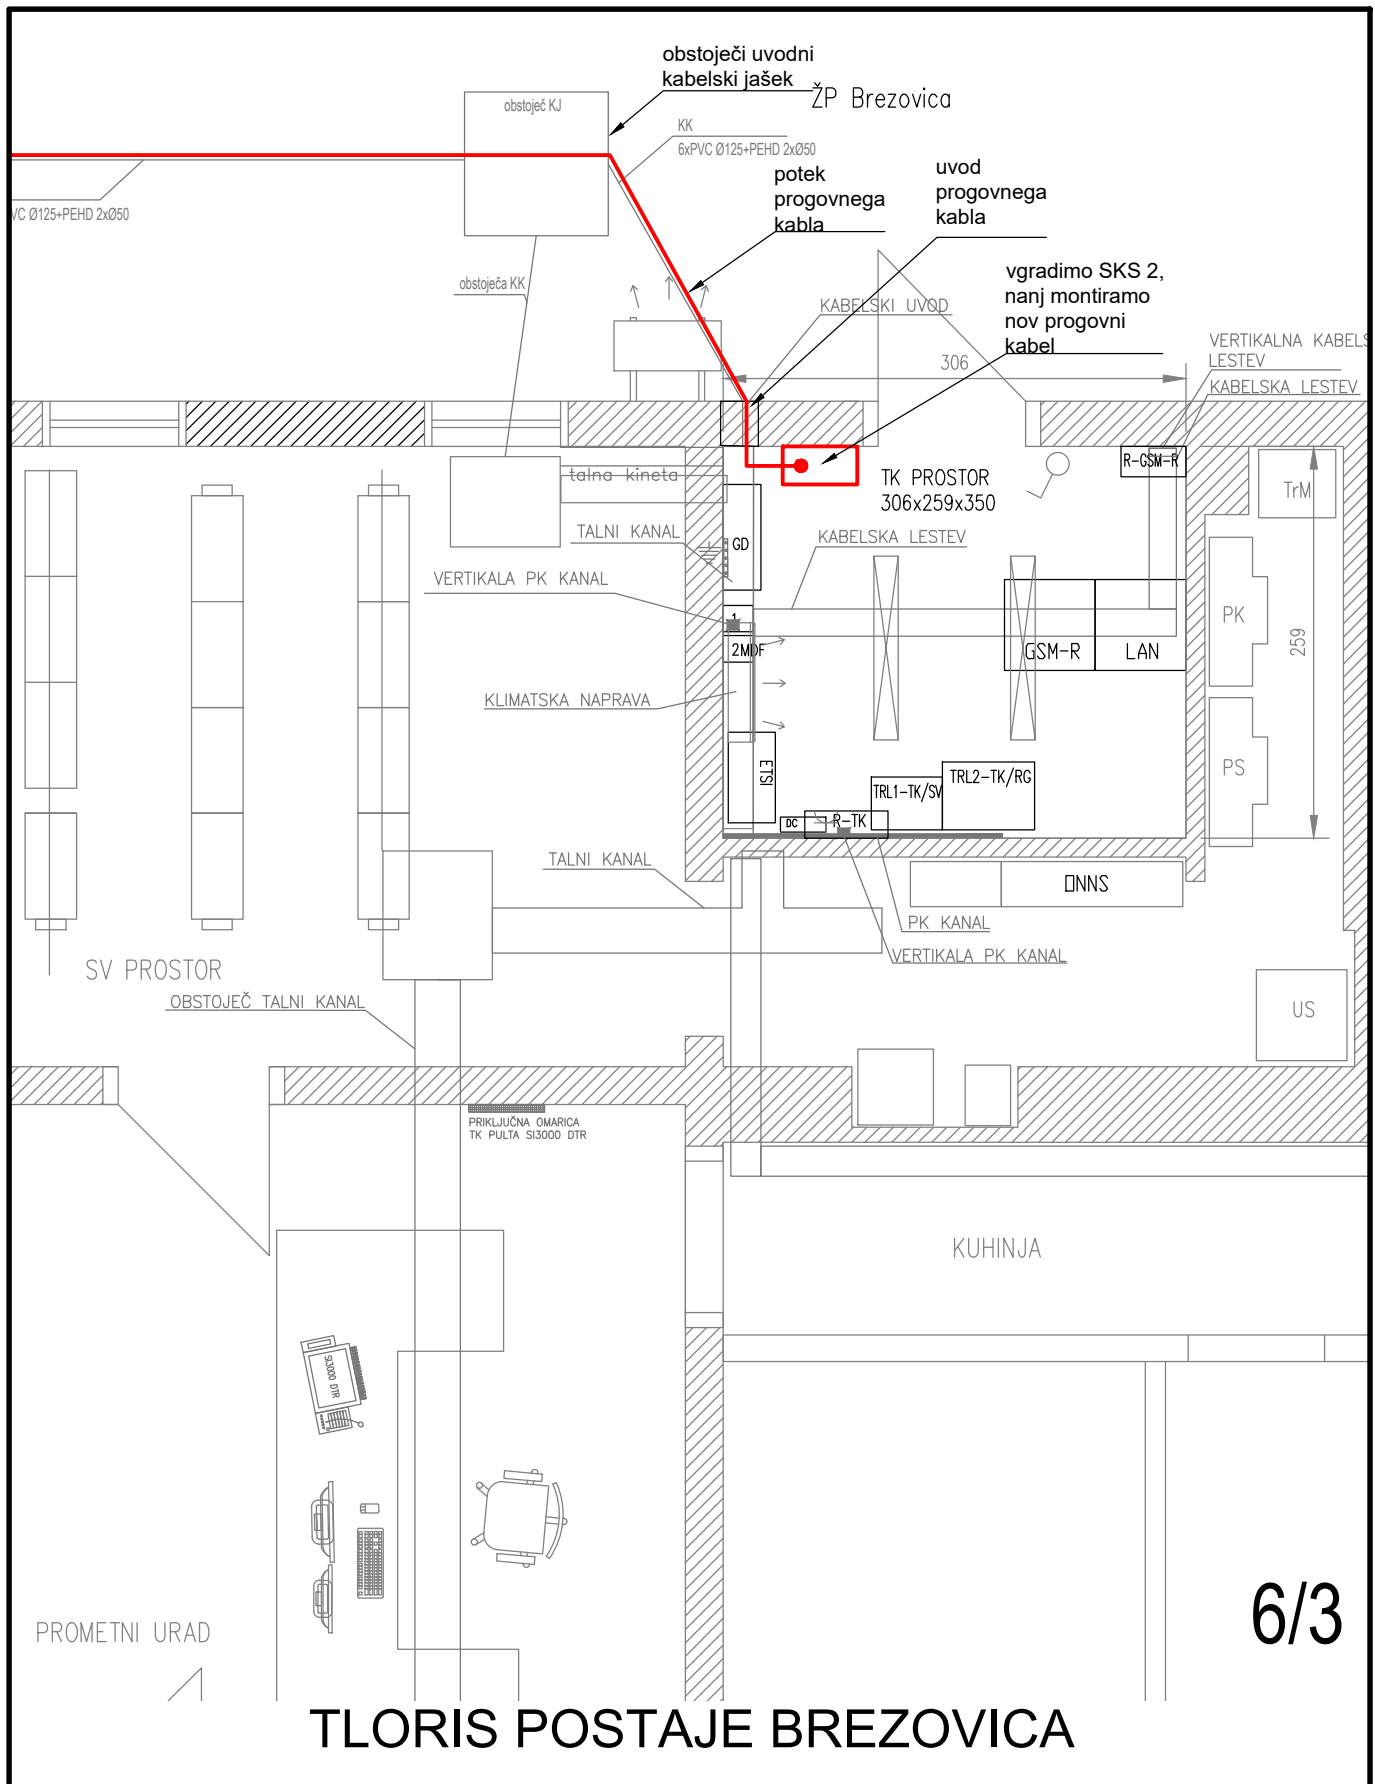 obstoječi uvodni
kabelski jašek
ŽP Brezovica
obstoječ KJ
KK
6xPVC Ø125+PEHD 2xØ50
potek
progovnega
kabla
uvod
progovnega
kabla
VC Ø125+PEHD 2xØ50
obstoječa KK
vgradimo SKS 2,
nanj montiramo
nov progovni
kabel
KABELSKI UVOD
306
VERTIKALNA KABELS
LESTEV
KABELSKA LESTEV
R-GSM-R
talna kineta
TK PROSTOR
306x259x350
TrM
TALNI KANAL
GD
KABELSKA LESTEV
VERTIKALA PK KANAL
1
2MDF
GSM-R
LAN
PK
259
KLIMATSKA NAPRAVA
ETSI
TRL1-TK/SV
TRL2-TK/RG
PS
DC
R-TK
TALNI KANAL
DNNS
PK KANAL
VERTIKALA PK KANAL
SV PROSTOR
OBSTOJEČ TALNI KANAL
US
PRIKLJUČNA OMARICA
TK PULTA SI3000 DTR
KUHINJA
SI3000 DTR
PROMETNI URAD
6/3
TLORIS POSTAJE BREZOVICA